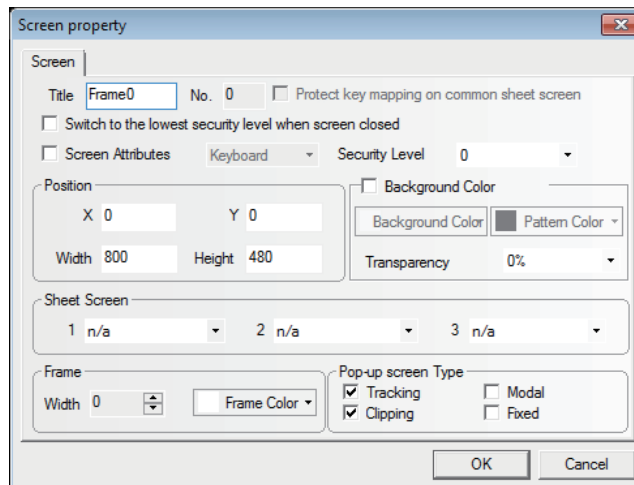 Screen property
Screen
Title Frame0 No. 0 Protect key mapping on common sheet screen
Switch to the lowest security level when screen closed
Screen Attributes Keyboard Security Level 0
Position
Background Color
X 0 Y 0
Background Color Pattern Color
Width 800 Height 480
Transparency 0%
Sheet Screen
1 n/a 2 n/a 3 n/a
Frame
Pop-up screen Type
Width 0 Frame Color
Tracking Modal
Clipping Fixed
OK Cancel